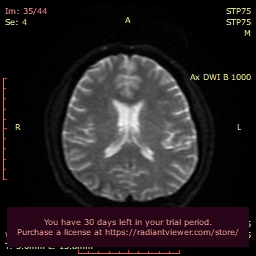 Im: 35/44
Se: 4
A
STP75
STP75
M
Ax DWI B 1000
R
L
You have 30 days left in your trial period.
Purchase a license at https://radiantviewer.com/store/